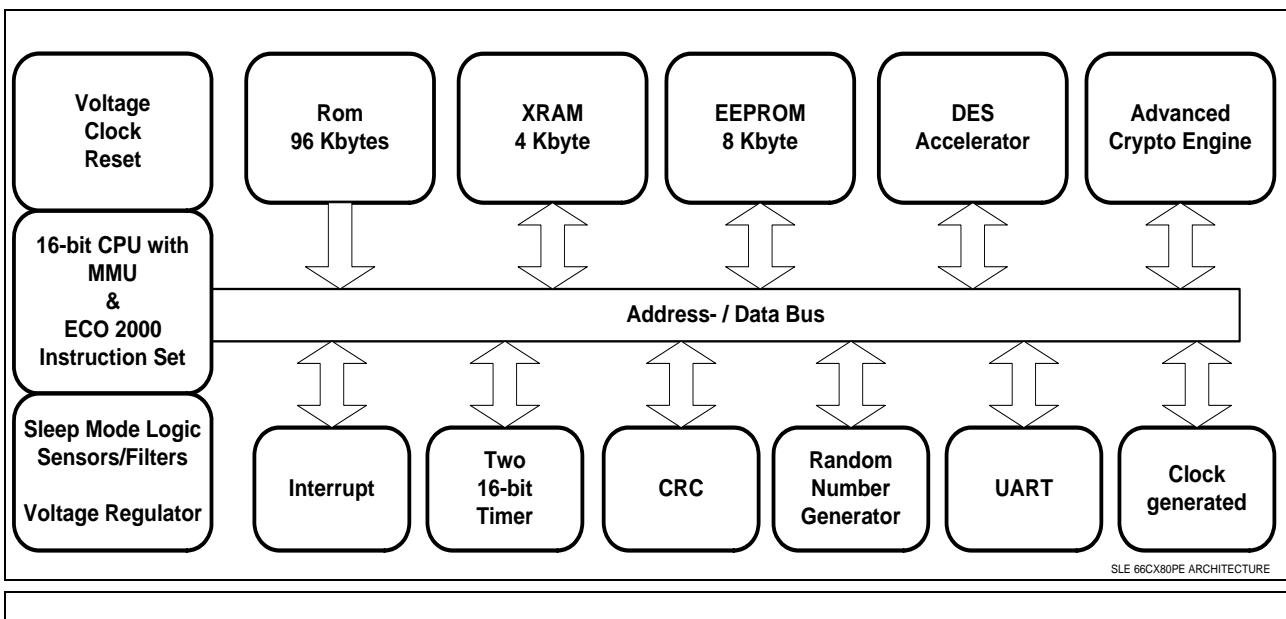 Voltage
Clock
Reset
Rom
96 Kbytes
XRAM
4 Kbyte
EEPROM
8 Kbyte
DES
Accelerator
Advanced
Crypto Engine
16-bit CPU with
MMU
&
ECO 2000
Instruction Set
Address- / Data Bus
Sleep Mode Logic
Sensors/Filters
Voltage Regulator
Interrupt
Two
16-bit
Timer
CRC
Random
Number
Generator
UART
Clock
generated
SLE 66CX80PE ARCHITECTURE